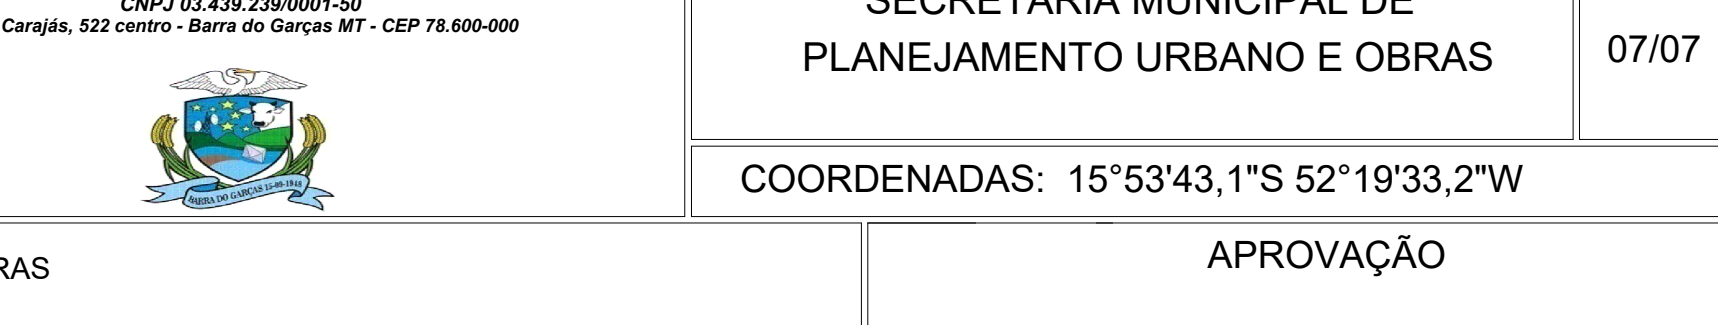 CNPJ 03.439.239/0001-50
Carajás, 522 centro - Barra do Garças MT - CEP 78.600-000
BARRA DO GARÇAS 15-09-1948
SECRETARIA MUNICIPAL DE
PLANEJAMENTO URBANO E OBRAS
07/07
COORDENADAS: 15°53'43,1"S 52°19'33,2"W
RAS
APROVAÇÃO